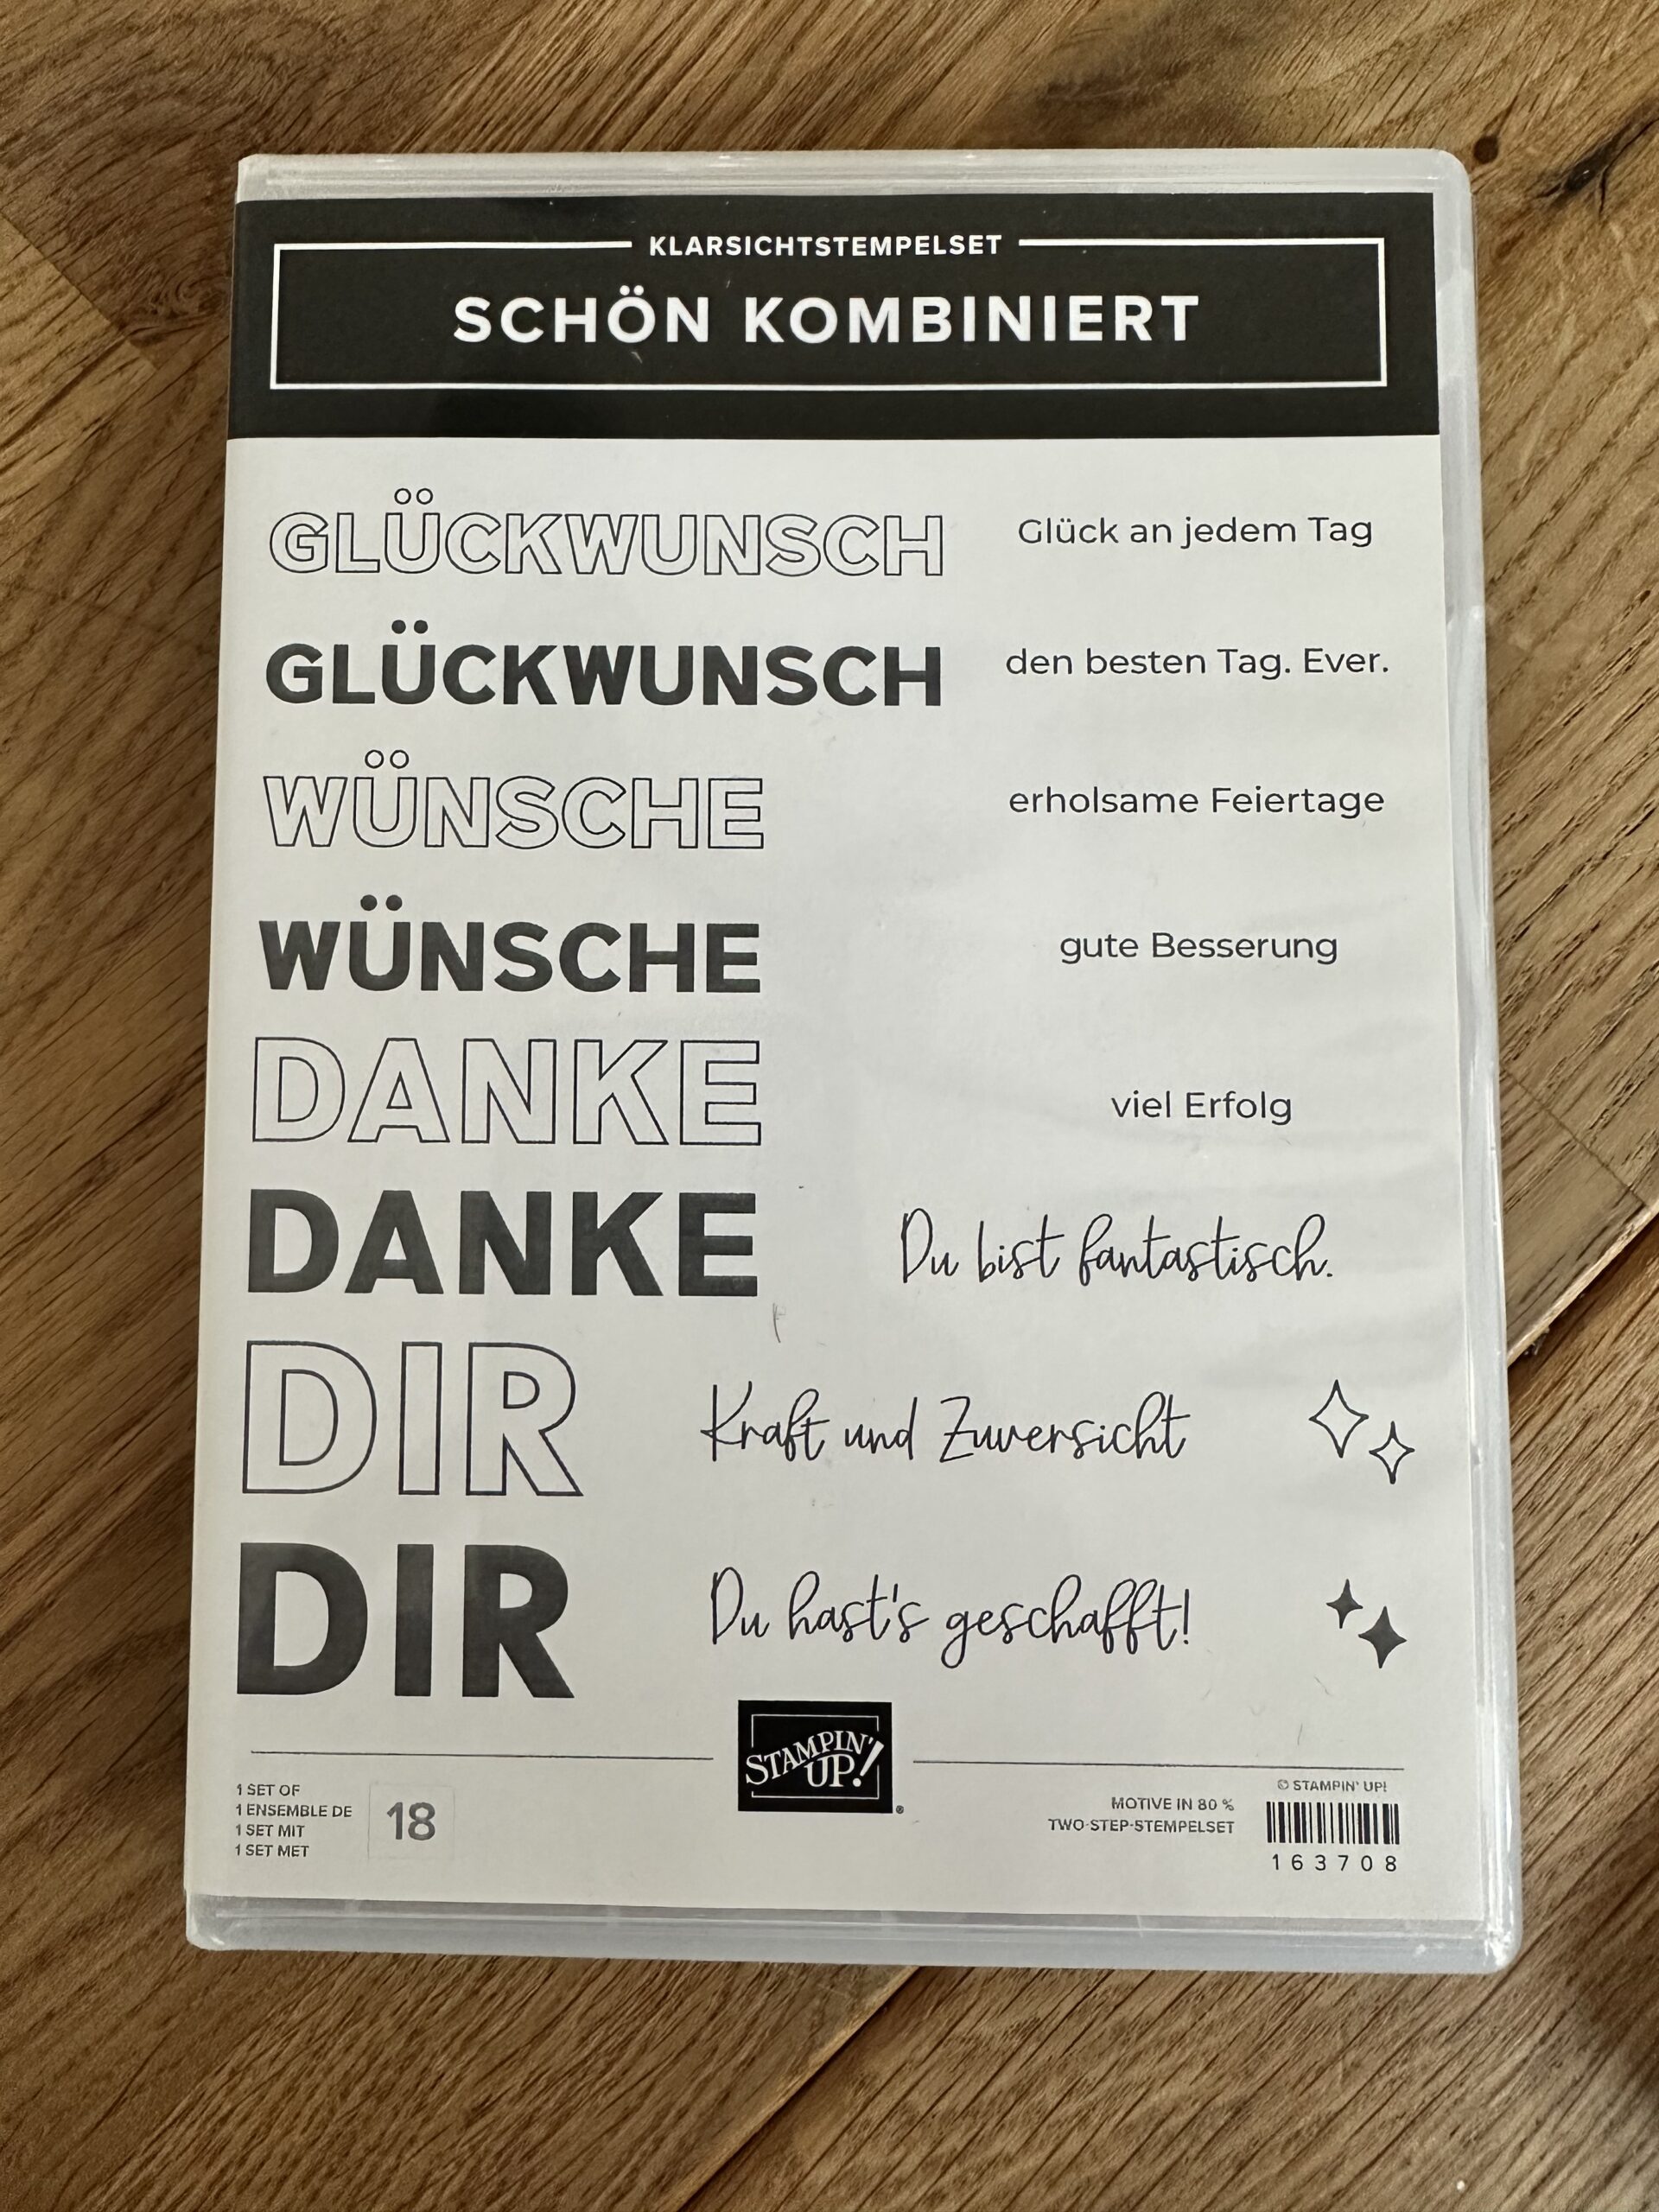 KLARSICHTSTEMPELSET
SCHÖN KOMBINIERT
GLÜCKWUNSCH
Glück an jedem Tag
GLÜCKWUNSCH
den besten Tag. Ever.
WÜNSCHE
erholsame Feiertage
WÜNSCHE
gute Besserung
DANKE
viel Erfolg
DANKE
Du bist fantastisch.
DIR
Kraft und Zuversicht
DIR
Du hast's geschafft!
STAMPIN'
UP!
®
1 SET OF
1 ENSEMBLE DE
1 SET MIT
1 SET MET
18
MOTIVE IN 80 %
TWO-STEP-STEMPELSET
© STAMPIN' UP!
163708